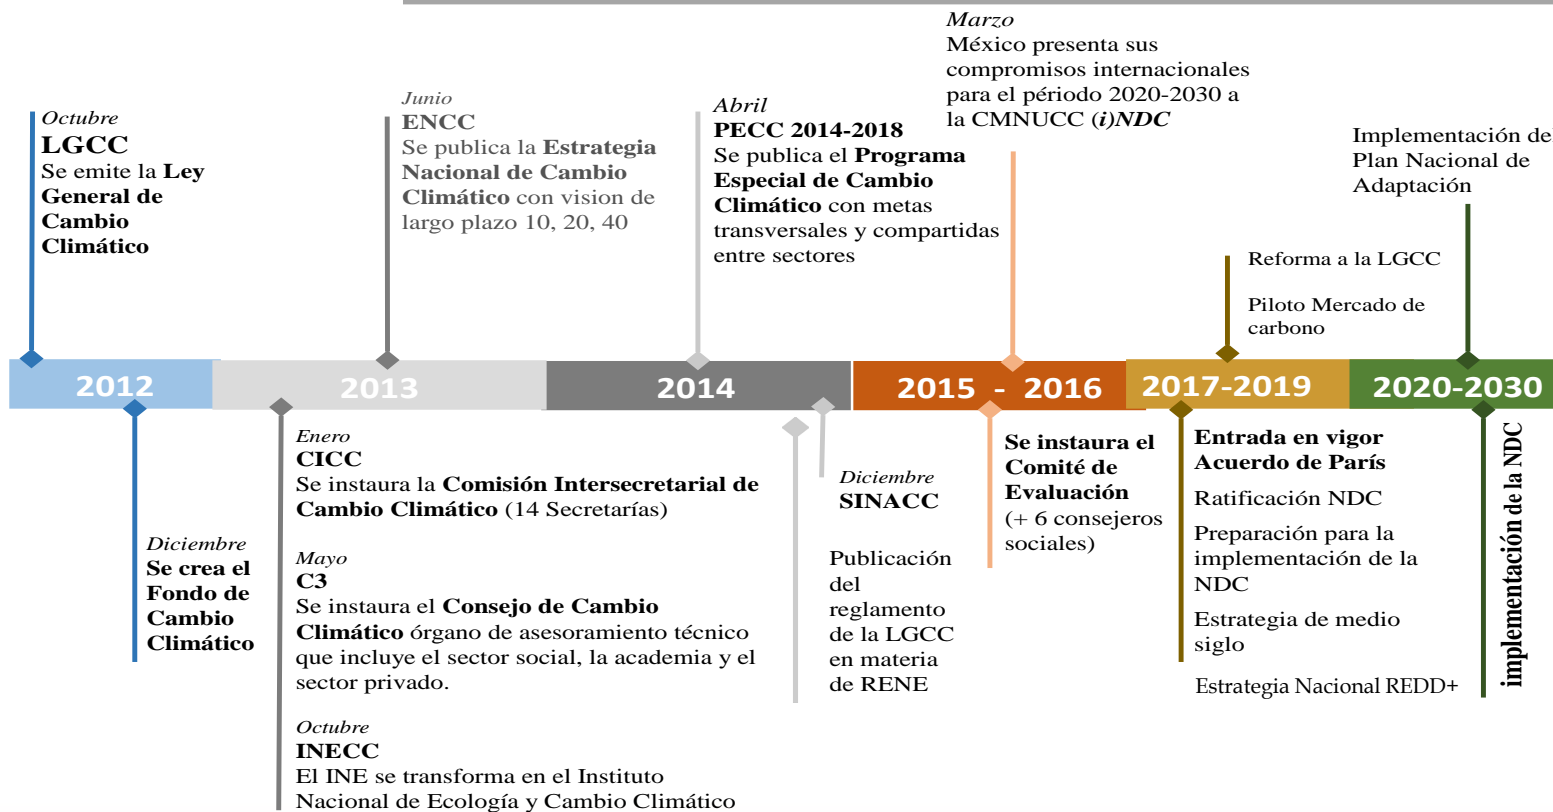 Octubre
LGCC
Se emite la Ley
General de
Cambio
Climático
Junio
ENCC
Se publica la Estrategia
Nacional de Cambio
Climático con vision de
largo plazo 10, 20, 40
Abril
PECC 2014-2018
Se publica el Programa
Especial de Cambio
Climático con metas
transversales y compartidas
entre sectores
Marzo
México presenta sus
compromisos internacionales
para el périodo 2020-2030 a
la CMNUCC (i)NDC
Reforma a la LGCC
Piloto Mercado de
carbono
Implementación del
Plan Nacional de
Adaptación
2012
2013
2014
2015 - 2016
2017-2019
2020-2030
Diciembre
Se crea el
Fondo de
Cambio
Climático
Enero
CICC
Se instaura la Comisión Intersecretarial de
Cambio Climático (14 Secretarías)
Mayo
C3
Se instaura el Consejo de Cambio
Climático órgano de asesoramiento técnico
que incluye el sector social, la academia y el
sector privado.
Octubre
INECC
El INE se transforma en el Instituto
Nacional de Ecología y Cambio Climático
Diciembre
SINACC
Publicación
del
reglamento
de la LGCC
en materia
de RENE
Se instaura el
Comité de
Evaluación
(+ 6 consejeros
sociales)
Entrada en vigor
Acuerdo de París
Ratificación NDC
Preparación para la
implementación de la
NDC
Estrategia de medio
siglo
Estrategia Nacional REDD+
implementación de la NDC